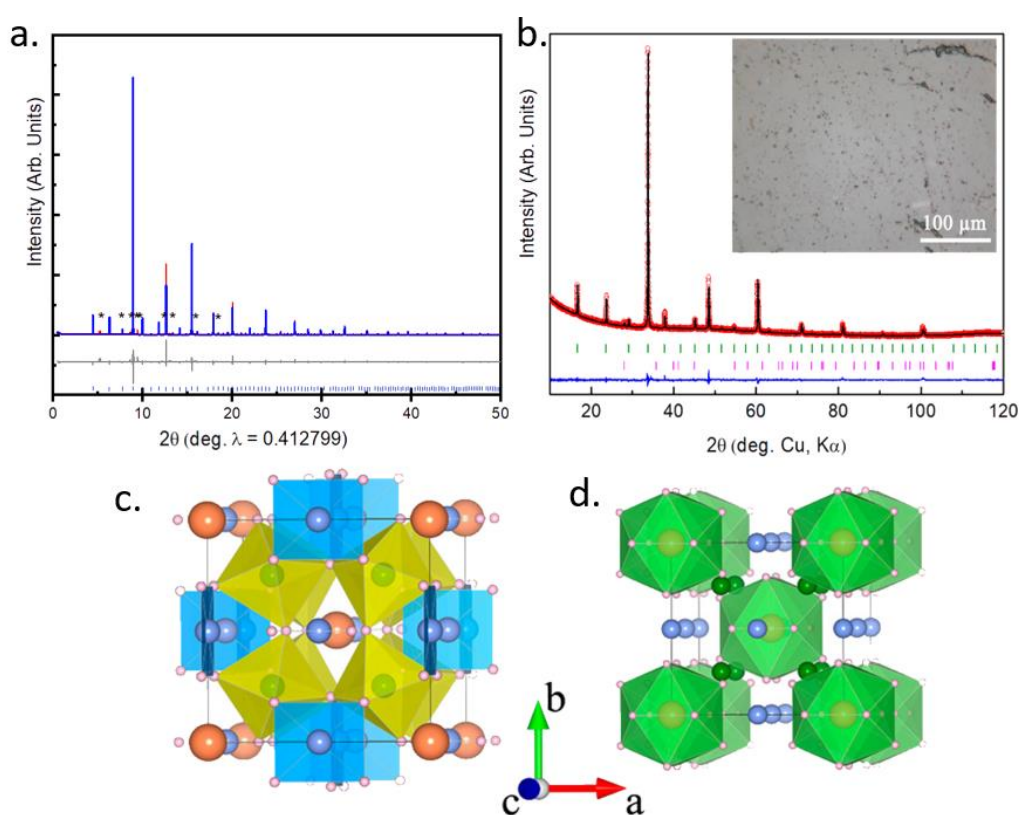 a.
Intensity (Arb. Units)
* * * * * * * * *
0 10 20 30 40 50
2θ (deg. λ = 0.412799)
b.
Intensity (Arb. Units)
100 µm
20 40 60 80 100 120
2θ (deg. Cu, Kα)
c.
d.
b
c a